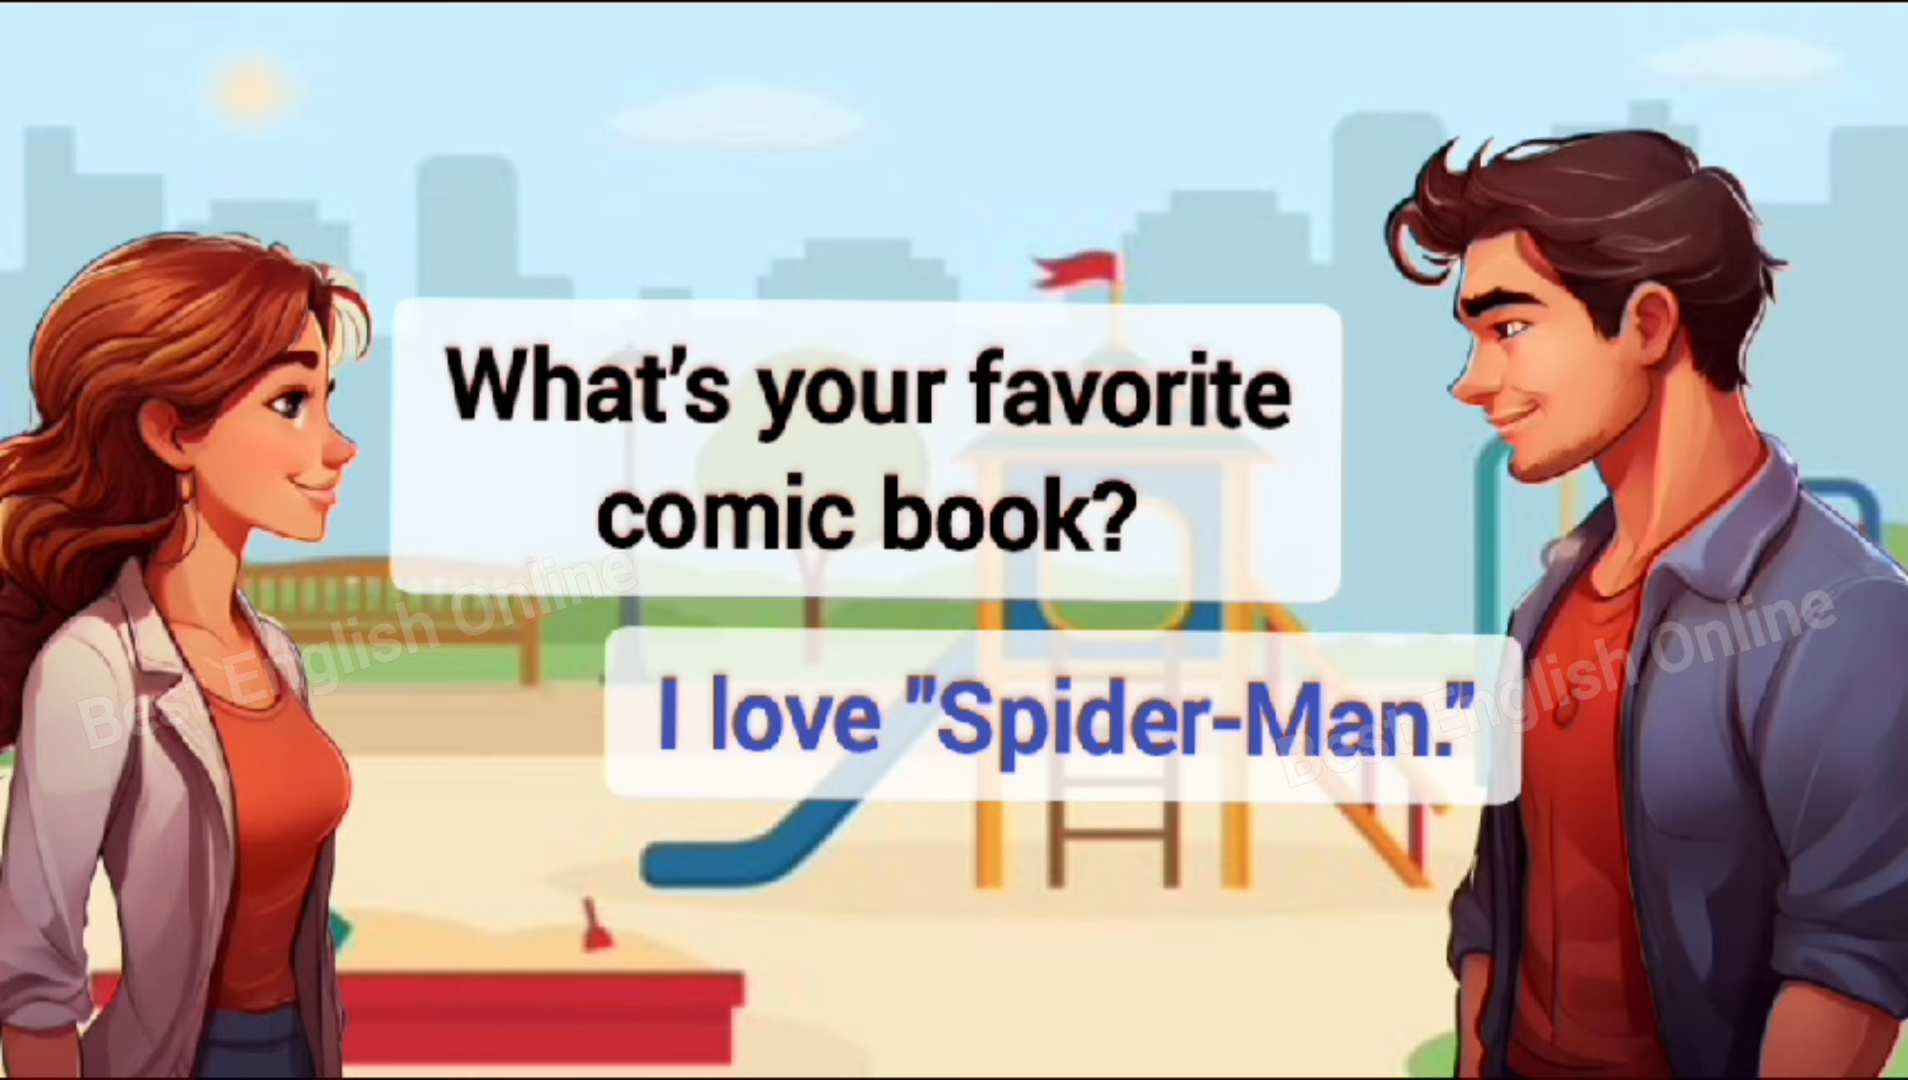 What’s your favorite
comic book?
I love "Spider-Man."
Best English Online
Best English Online